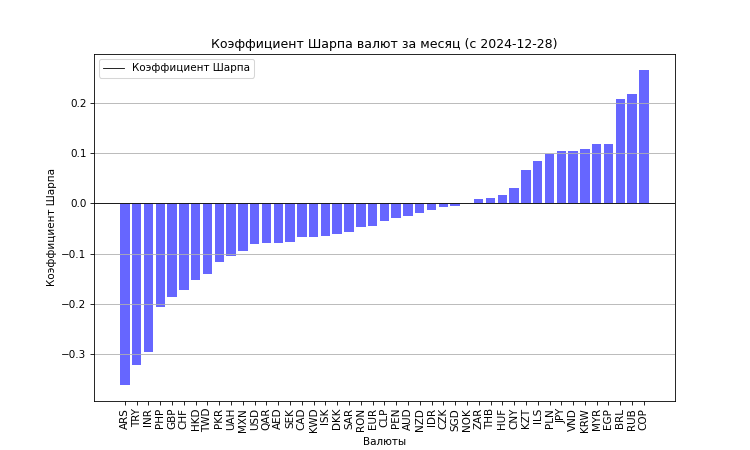 Коэффициент Шарпа валют за месяц (с 2024-12-28)
Коэффициент Шарпа
Коэффициент Шарпа
0.2
0.1
0.0
−0.1
−0.2
−0.3
ARS
TRY
INR
PHP
GBP
CHF
HKD
TWD
PKR
UAH
MXN
USD
QAR
AED
SEK
CAD
KWD
ISK
DKK
SAR
RON
EUR
CLP
PEN
AUD
NZD
IDR
CZK
SGD
NOK
ZAR
THB
HUF
CNY
KZT
ILS
PLN
JPY
VND
KRW
MYR
EGP
BRL
RUB
COP
Валюты